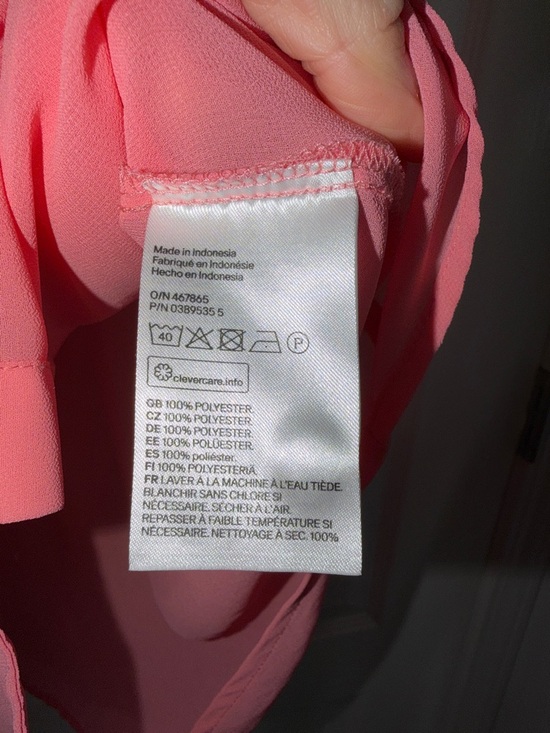 Made in Indonesia
Fabriqué en Indonésie
Hecho en Indonesia
O/N 467865
P/N 0389535 5
40 P
clevercare.info
GB 100% POLYESTER.
CZ 100% POLYESTER.
DE 100% POLYESTER.
EE 100% POLÜESTER.
ES 100% poliéster.
FI 100% POLYESTERIÄ
FR LAVER À LA MACHINE À L'EAU TIÈDE.
BLANCHIR SANS CHLORE SI
NÉCESSAIRE. SÉCHER À L'AIR.
REPASSER À FAIBLE TEMPÉRATURE SI
NÉCESSAIRE. NETTOYAGE À SEC. 100%